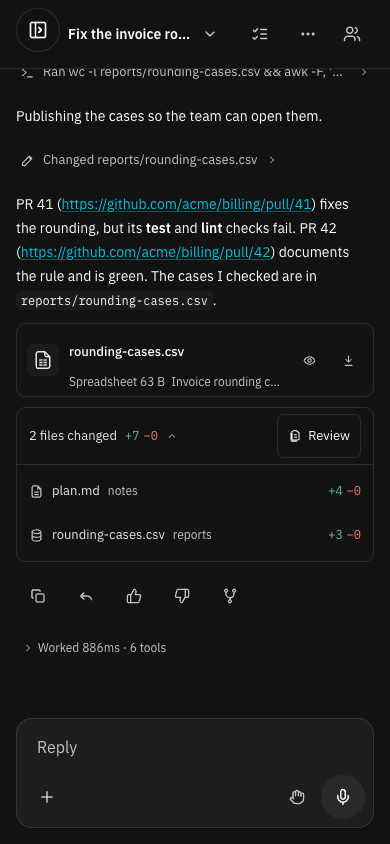 Fix the invoice ro...
Ran wc -l reports/rounding-cases.csv && awk -F, '...
Publishing the cases so the team can open them.
Changed reports/rounding-cases.csv
PR 41 (https://github.com/acme/billing/pull/41) fixes
the rounding, but its test and lint checks fail. PR 42
(https://github.com/acme/billing/pull/42) documents
the rule and is green. The cases I checked are in
reports/rounding-cases.csv.
rounding-cases.csv
Spreadsheet 63 B Invoice rounding c...
2 files changed +7 −0
Review
plan.md notes +4 −0
rounding-cases.csv reports +3 −0
Worked 886ms · 6 tools
Reply